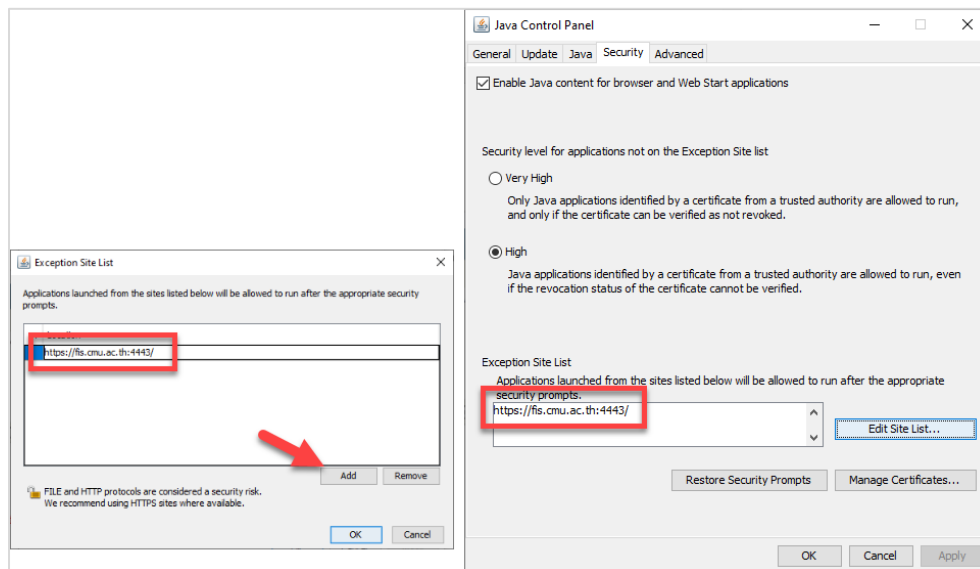 Exception Site List
Applications launched from the sites listed below will be allowed to run after the appropriate security
prompts.
https://fis.cmu.ac.th:4443/
Add
Remove
FILE and HTTP protocols are considered a security risk.
We recommend using HTTPS sites where available.
OK
Cancel
Java Control Panel
General Update Java Security Advanced
Enable Java content for browser and Web Start applications
Security level for applications not on the Exception Site list
Very High
Only Java applications identified by a certificate from a trusted authority are allowed to run,
and only if the certificate can be verified as not revoked.
High
Java applications identified by a certificate from a trusted authority are allowed to run, even
if the revocation status of the certificate cannot be verified.
Exception Site List
Applications launched from the sites listed below will be allowed to run after the appropriate
security prompts.
https://fis.cmu.ac.th:4443/
Edit Site List...
Restore Security Prompts
Manage Certificates...
OK
Cancel
Apply